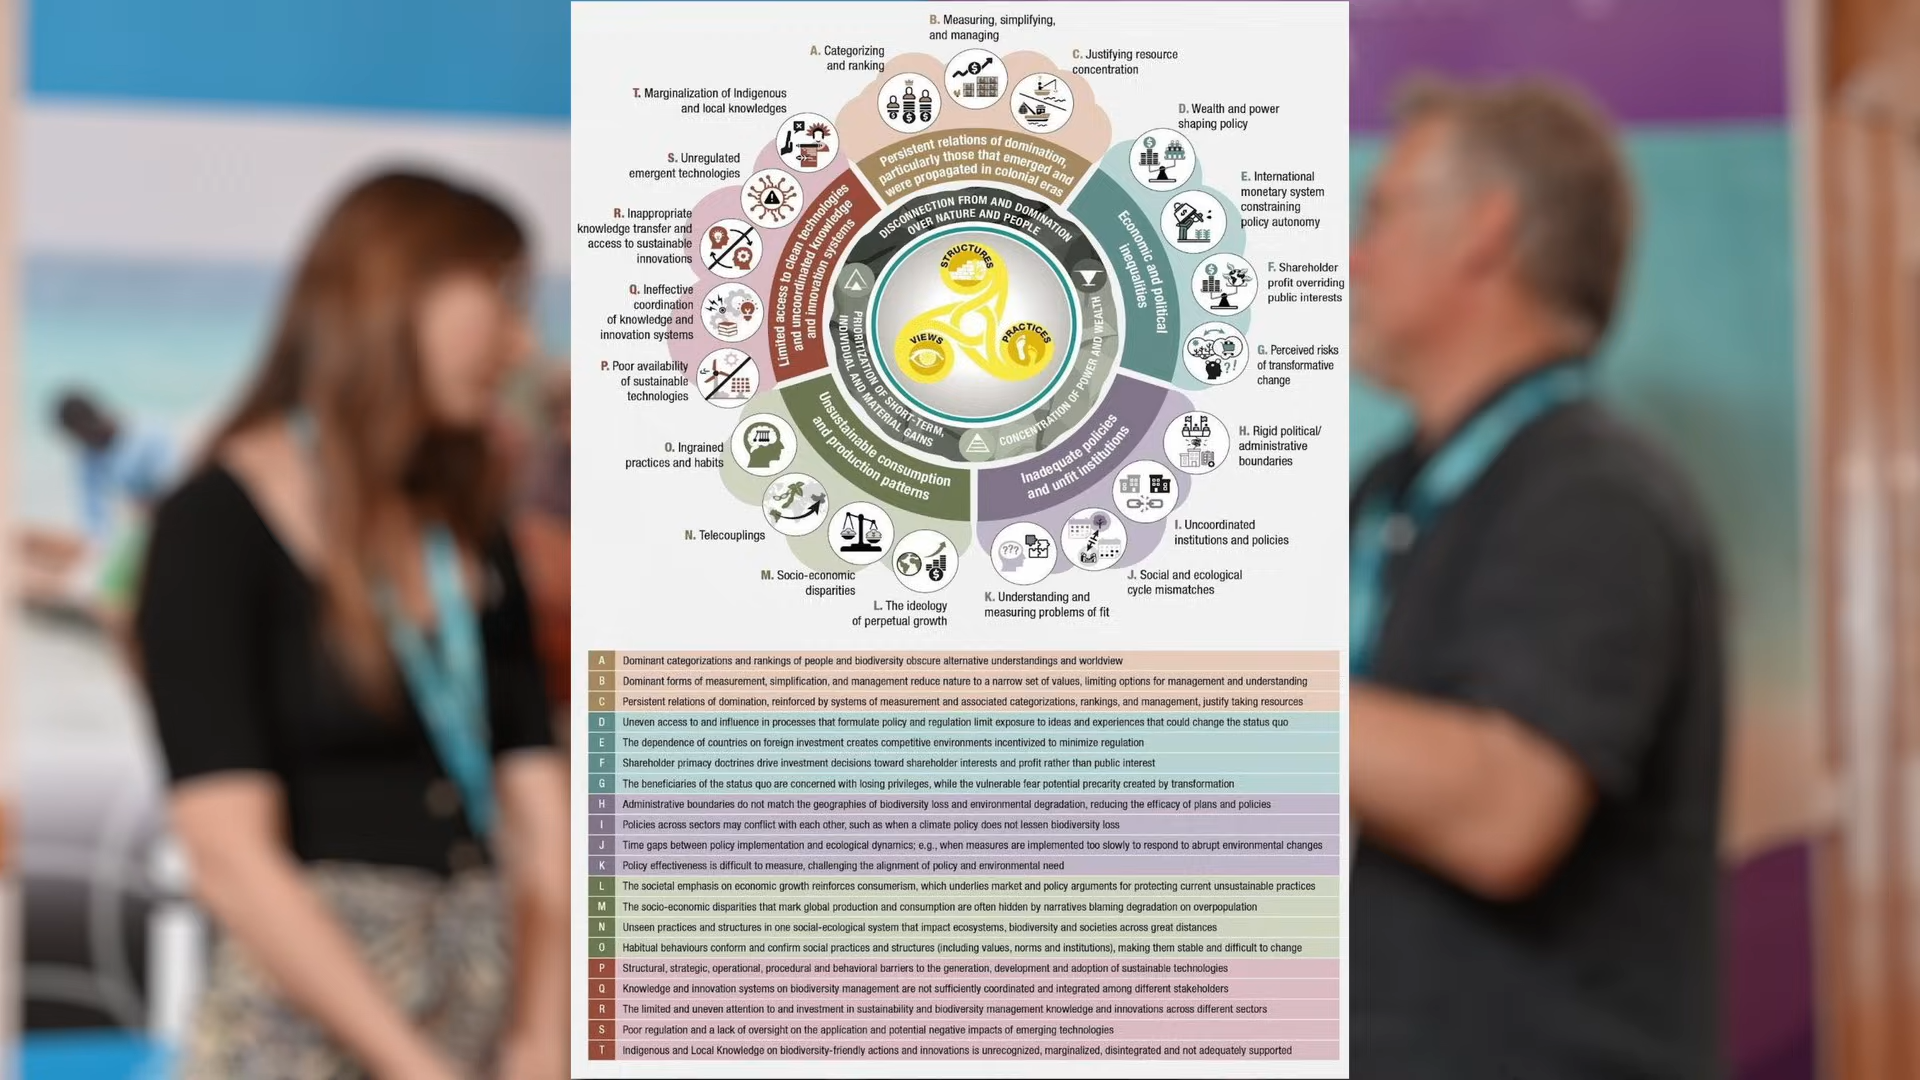 B. Measuring, simplifying,
and managing
A. Categorizing
and ranking
C. Justifying resource
concentration
T. Marginalization of Indigenous
and local knowledges
D. Wealth and power
shaping policy
S. Unregulated
emergent technologies
E. International
monetary system
constraining
policy autonomy
R. Inappropriate
knowledge transfer and
access to sustainable
innovations
F. Shareholder
profit overriding
public interests
Q. Ineffective
coordination
of knowledge and
innovation systems
G. Perceived risks
of transformative
change
P. Poor availability
of sustainable
technologies
H. Rigid political/
administrative
boundaries
O. Ingrained
practices and habits
I. Uncoordinated
institutions and policies
N. Telecouplings
J. Social and ecological
cycle mismatches
M. Socio-economic
disparities
K. Understanding and
measuring problems of fit
L. The ideology
of perpetual growth
Persistent relations of domination,
particularly those that emerged and
were propagated in colonial eras
Economic and political
inequalities
Inadequate policies
and unfit institutions
Unsustainable consumption
and production patterns
Limited access to clean technologies
and uncoordinated knowledge
and innovation systems
DISCONNECTION FROM AND DOMINATION
OVER NATURE AND PEOPLE
CONCENTRATION OF POWER AND WEALTH
PRIORITIZATION OF SHORT-TERM,
INDIVIDUAL AND MATERIAL GAINS
STRUCTURES
VIEWS
PRACTICES
???
?!
A Dominant categorizations and rankings of people and biodiversity obscure alternative understandings and worldview
B Dominant forms of measurement, simplification, and management reduce nature to a narrow set of values, limiting options for management and understanding
C Persistent relations of domination, reinforced by systems of measurement and associated categorizations, rankings, and management, justify taking resources
D Uneven access to and influence in processes that formulate policy and regulation limit exposure to ideas and experiences that could change the status quo
E The dependence of countries on foreign investment creates competitive environments incentivized to minimize regulation
F Shareholder primacy doctrines drive investment decisions toward shareholder interests and profit rather than public interest
G The beneficiaries of the status quo are concerned with losing privileges, while the vulnerable fear potential precarity created by transformation
H Administrative boundaries do not match the geographies of biodiversity loss and environmental degradation, reducing the efficacy of plans and policies
I Policies across sectors may conflict with each other, such as when a climate policy does not lessen biodiversity loss
J Time gaps between policy implementation and ecological dynamics; e.g., when measures are implemented too slowly to respond to abrupt environmental changes
K Policy effectiveness is difficult to measure, challenging the alignment of policy and environmental need
L The societal emphasis on economic growth reinforces consumerism, which underlies market and policy arguments for protecting current unsustainable practices
M The socio-economic disparities that mark global production and consumption are often hidden by narratives blaming degradation on overpopulation
N Unseen practices and structures in one social-ecological system that impact ecosystems, biodiversity and societies across great distances
O Habitual behaviours conform and confirm social practices and structures (including values, norms and institutions), making them stable and difficult to change
P Structural, strategic, operational, procedural and behavioral barriers to the generation, development and adoption of sustainable technologies
Q Knowledge and innovation systems on biodiversity management are not sufficiently coordinated and integrated among different stakeholders
R The limited and uneven attention to and investment in sustainability and biodiversity management knowledge and innovations across different sectors
S Poor regulation and a lack of oversight on the application and potential negative impacts of emerging technologies
T Indigenous and Local Knowledge on biodiversity-friendly actions and innovations is unrecognized, marginalized, disintegrated and not adequately supported